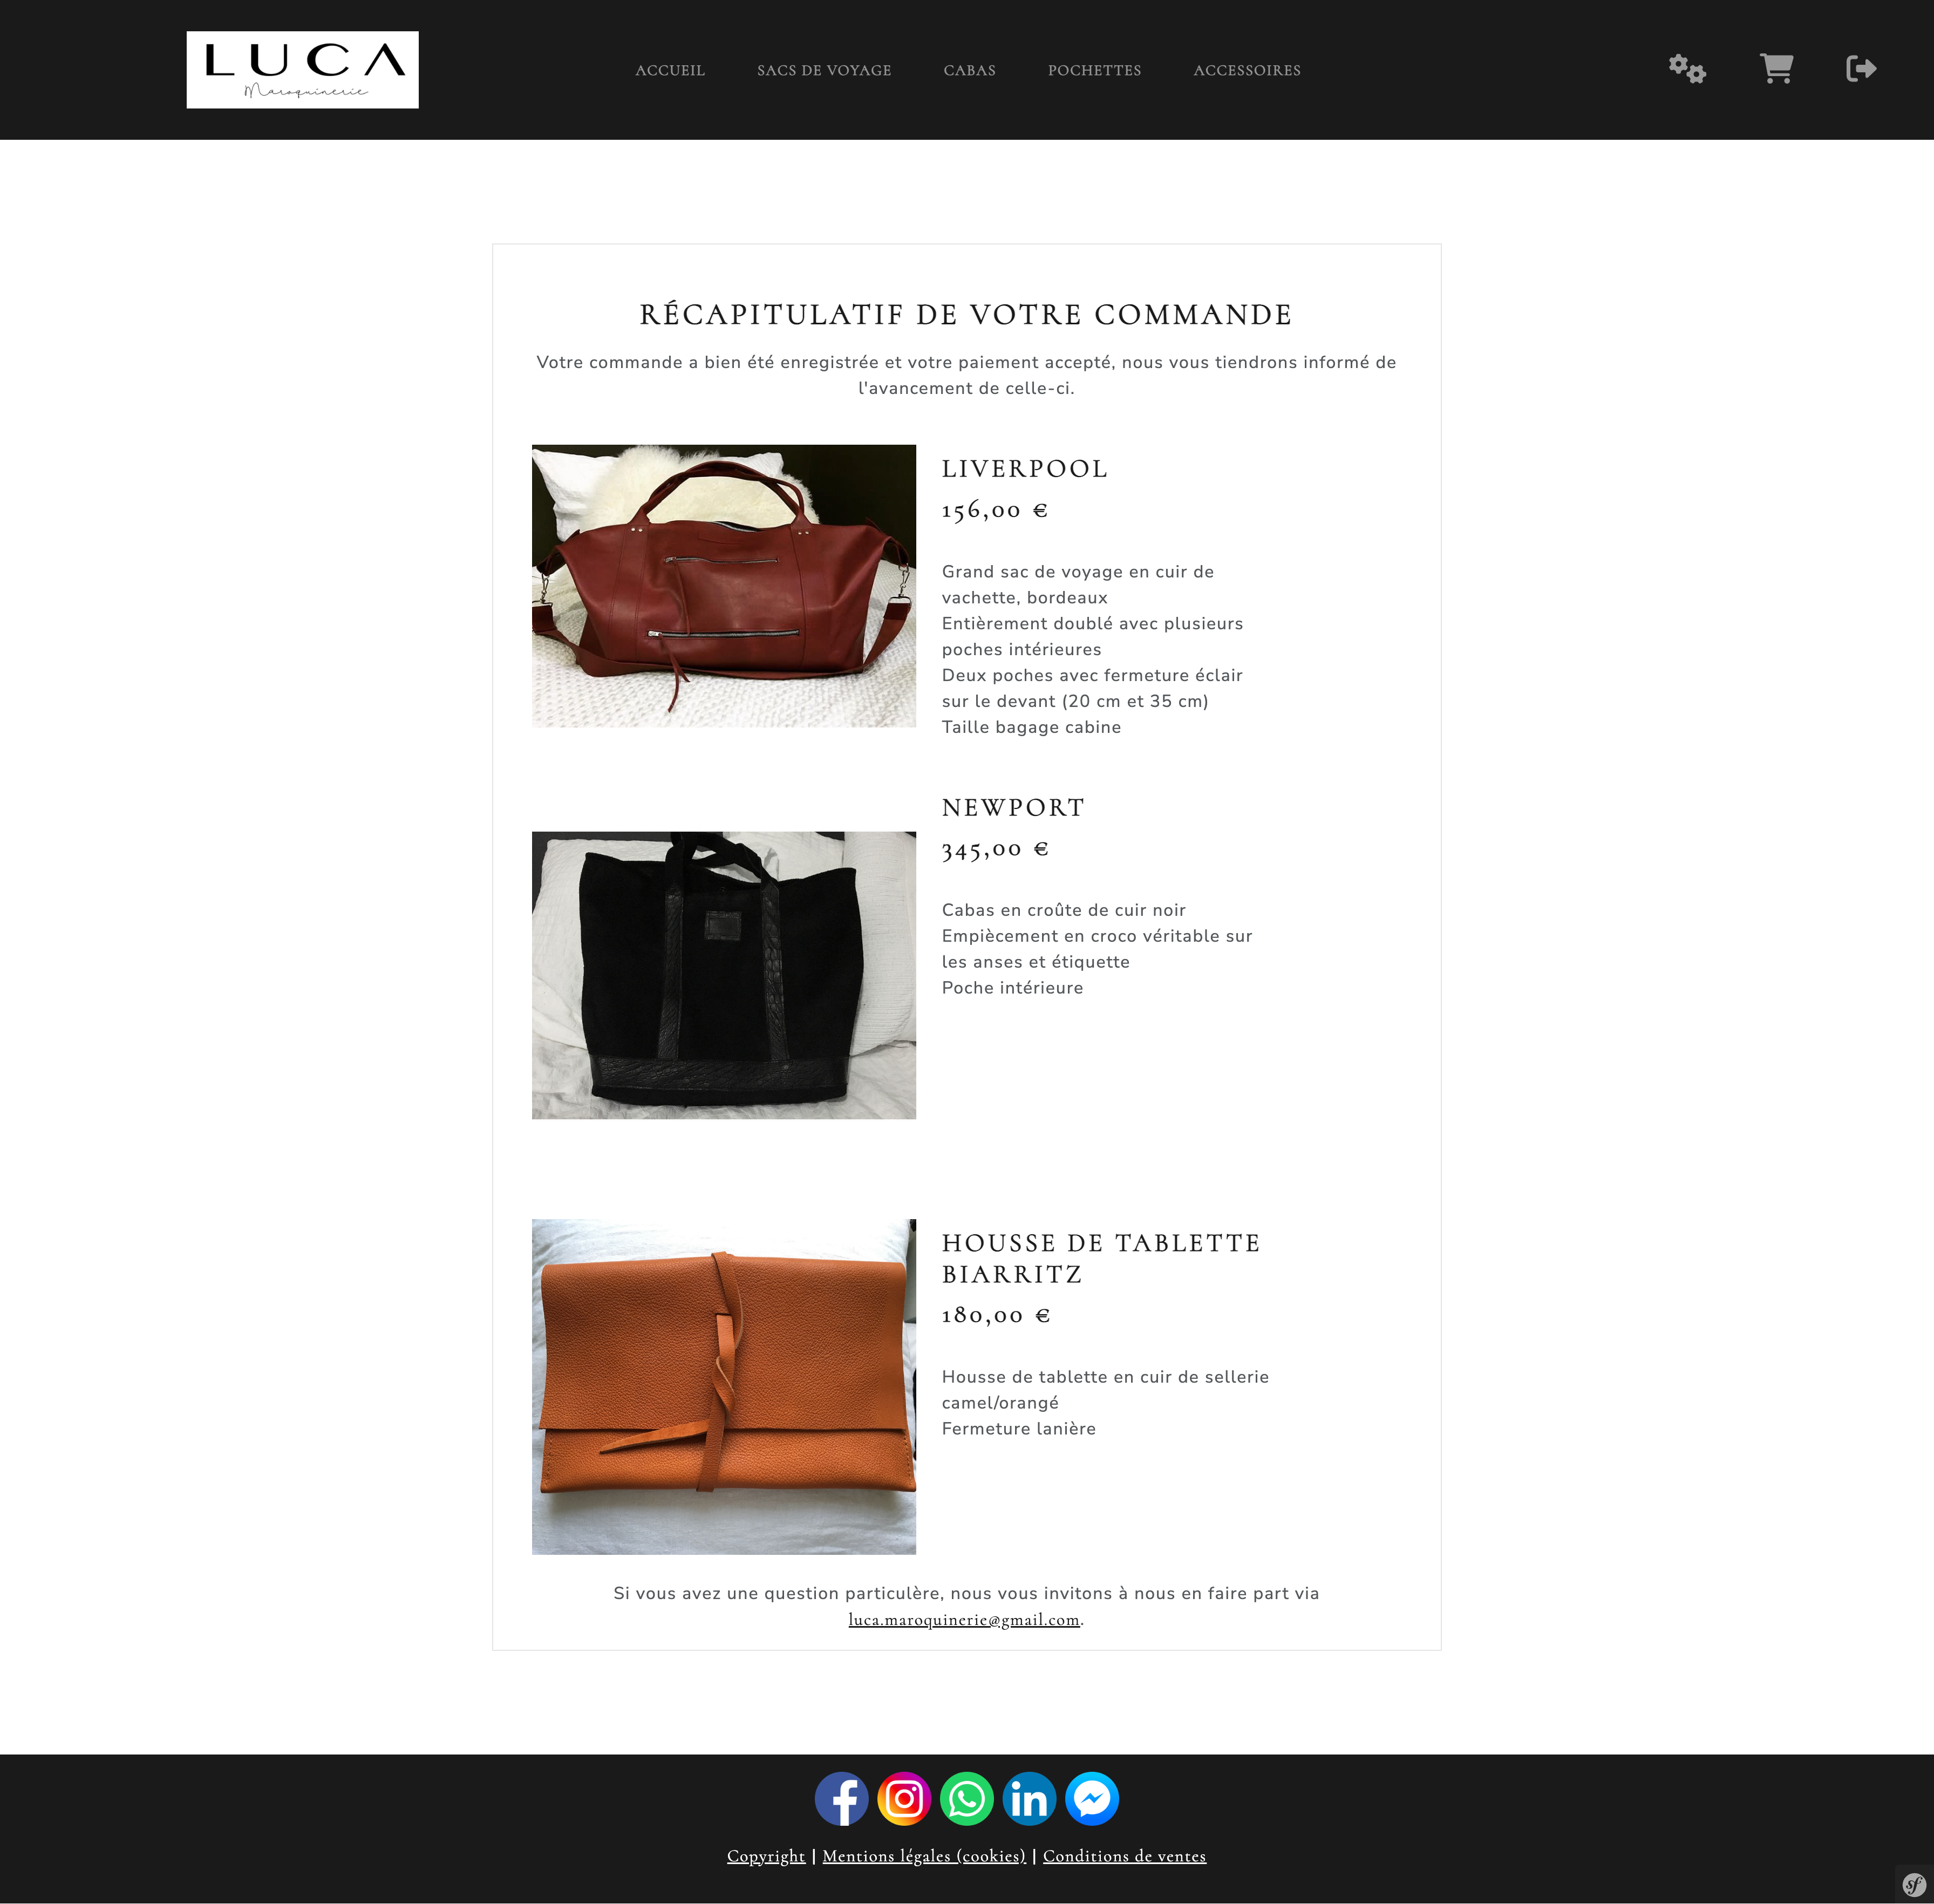 LUCA
Maroquinerie
ACCUEIL SACS DE VOYAGE CABAS POCHETTES ACCESSOIRES
RÉCAPITULATIF DE VOTRE COMMANDE
Votre commande a bien été enregistrée et votre paiement accepté, nous vous tiendrons informé de
l'avancement de celle-ci.
LIVERPOOL
156,00 €
Grand sac de voyage en cuir de
vachette, bordeaux
Entièrement doublé avec plusieurs
poches intérieures
Deux poches avec fermeture éclair
sur le devant (20 cm et 35 cm)
Taille bagage cabine
NEWPORT
345,00 €
Cabas en croûte de cuir noir
Empiècement en croco véritable sur
les anses et étiquette
Poche intérieure
HOUSSE DE TABLETTE
BIARRITZ
180,00 €
Housse de tablette en cuir de sellerie
camel/orangé
Fermeture lanière
Si vous avez une question particulère, nous vous invitons à nous en faire part via
luca.maroquinerie@gmail.com.
Copyright | Mentions légales (cookies) | Conditions de ventes
sf